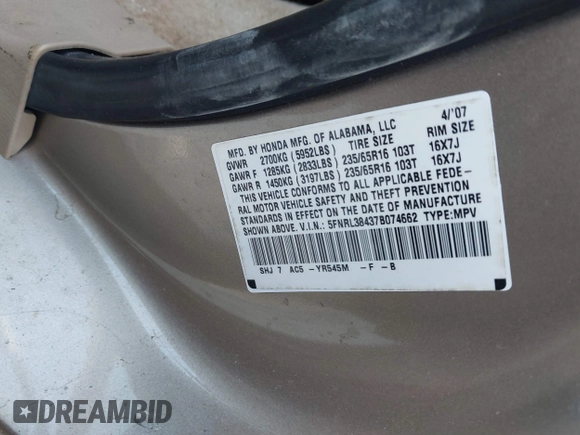 MFD. BY HONDA MFG. OF ALABAMA, LLC 4/'07
GVWR 2700KG (5952LBS) TIRE SIZE RIM SIZE
GAWR F 1285KG (2833LBS) 235/65R16 103T 16X7J
GAWR R 1450KG (3197LBS) 235/65R16 103T 16X7J
THIS VEHICLE CONFORMS TO ALL APPLICABLE FEDE-
RAL MOTOR VEHICLE SAFETY AND THEFT PREVENTION
STANDARDS IN EFFECT ON THE DATE OF MANUFACTURE
SHOWN ABOVE. V.I.N.: 5FNRL38437B074662 TYPE:MPV
SHJ 7 AC5 -YR545M -F -B
DREAMBID